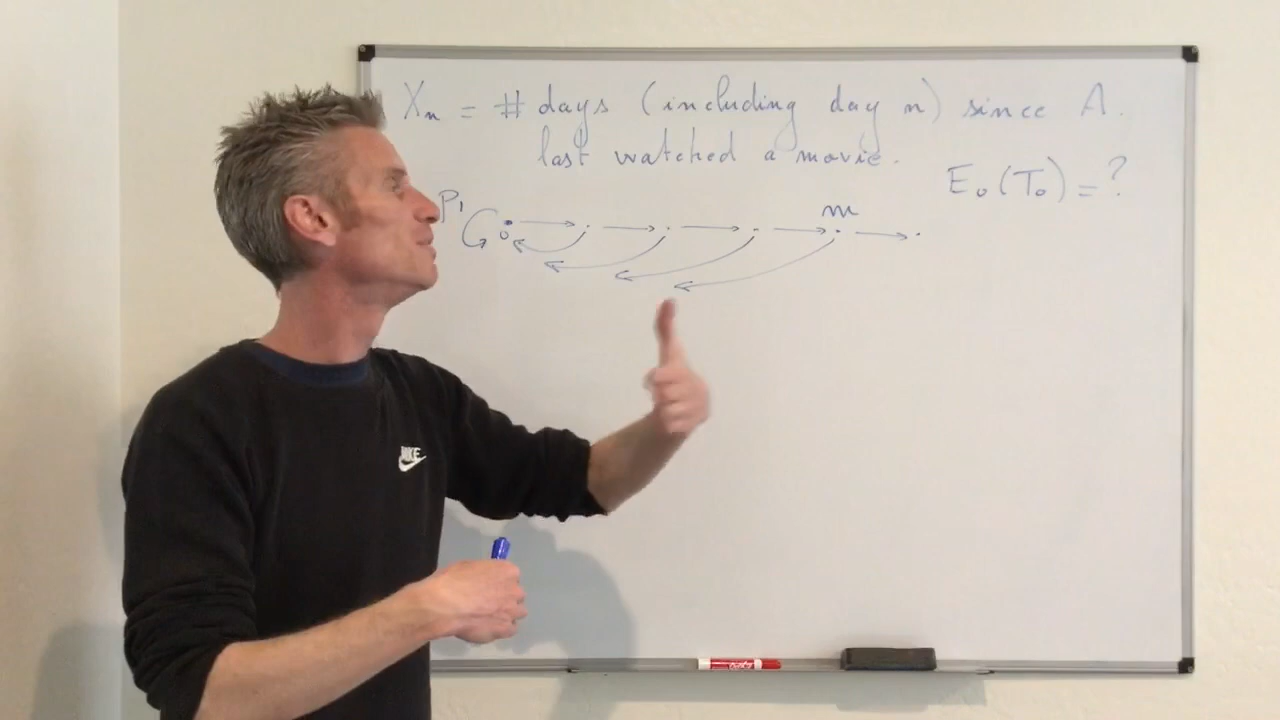 Xn = # days (including day n) since A.
last watched a movie.
E0(T0) = ?
P1
m
0
NIKE